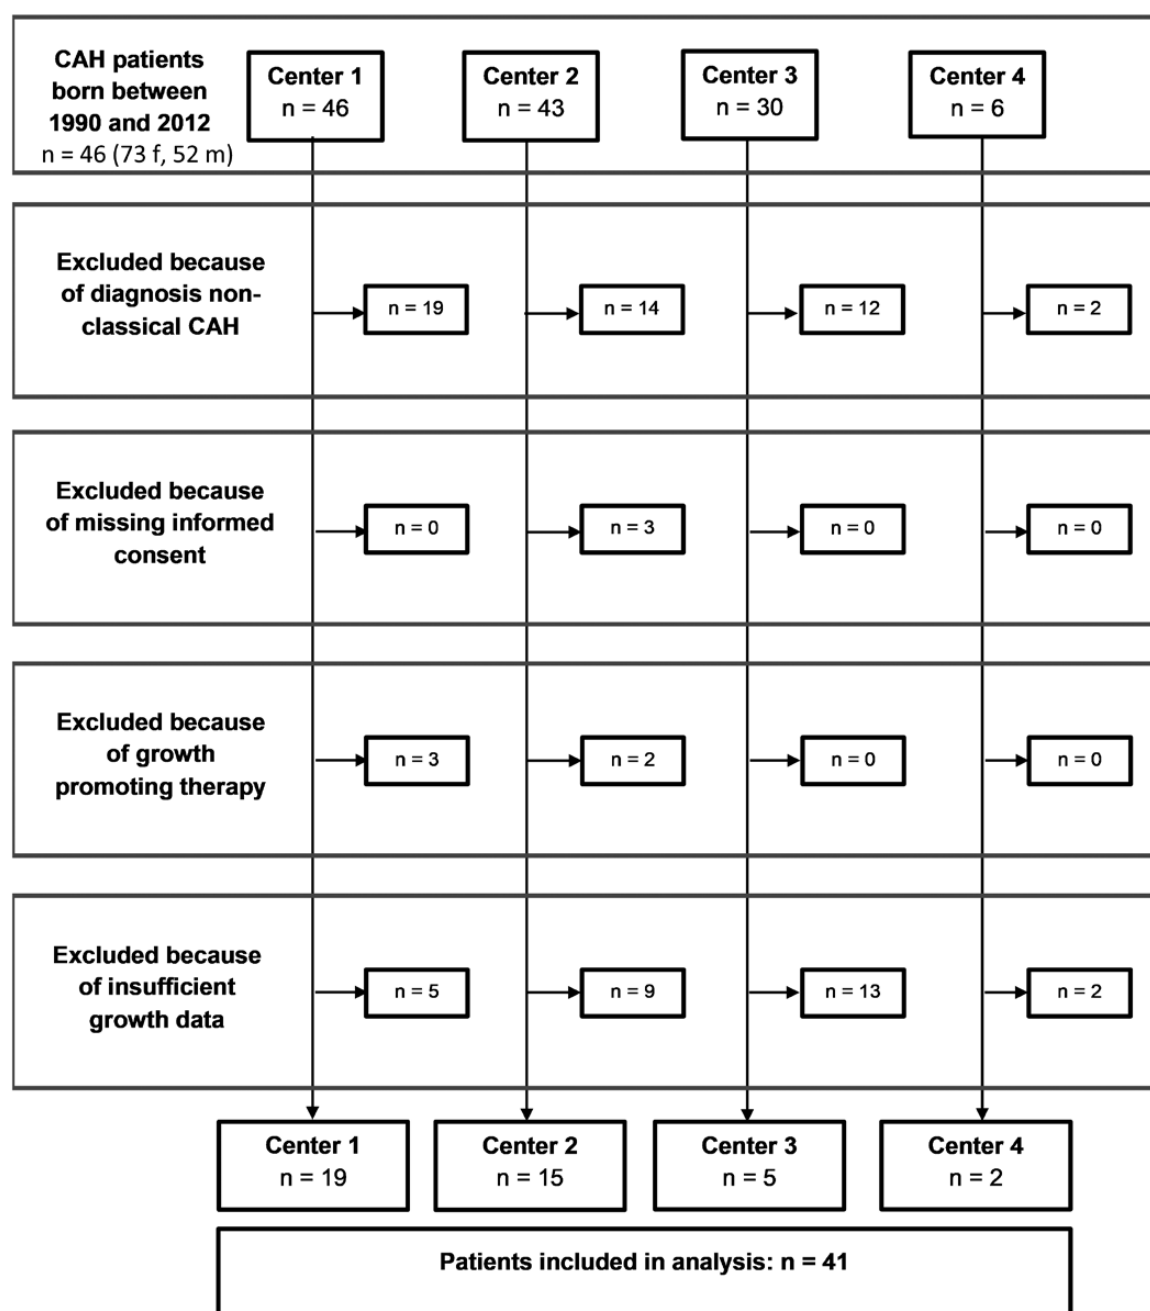 CAH patients
born between
1990 and 2012
n = 46 (73 f, 52 m)
Center 1
n = 46
Center 2
n = 43
Center 3
n = 30
Center 4
n = 6
Excluded because
of diagnosis non-
classical CAH
n = 19
n = 14
n = 12
n = 2
Excluded because
of missing informed
consent
n = 0
n = 3
n = 0
n = 0
Excluded because
of growth
promoting therapy
n = 3
n = 2
n = 0
n = 0
Excluded because
of insufficient
growth data
n = 5
n = 9
n = 13
n = 2
Center 1
n = 19
Center 2
n = 15
Center 3
n = 5
Center 4
n = 2
Patients included in analysis: n = 41